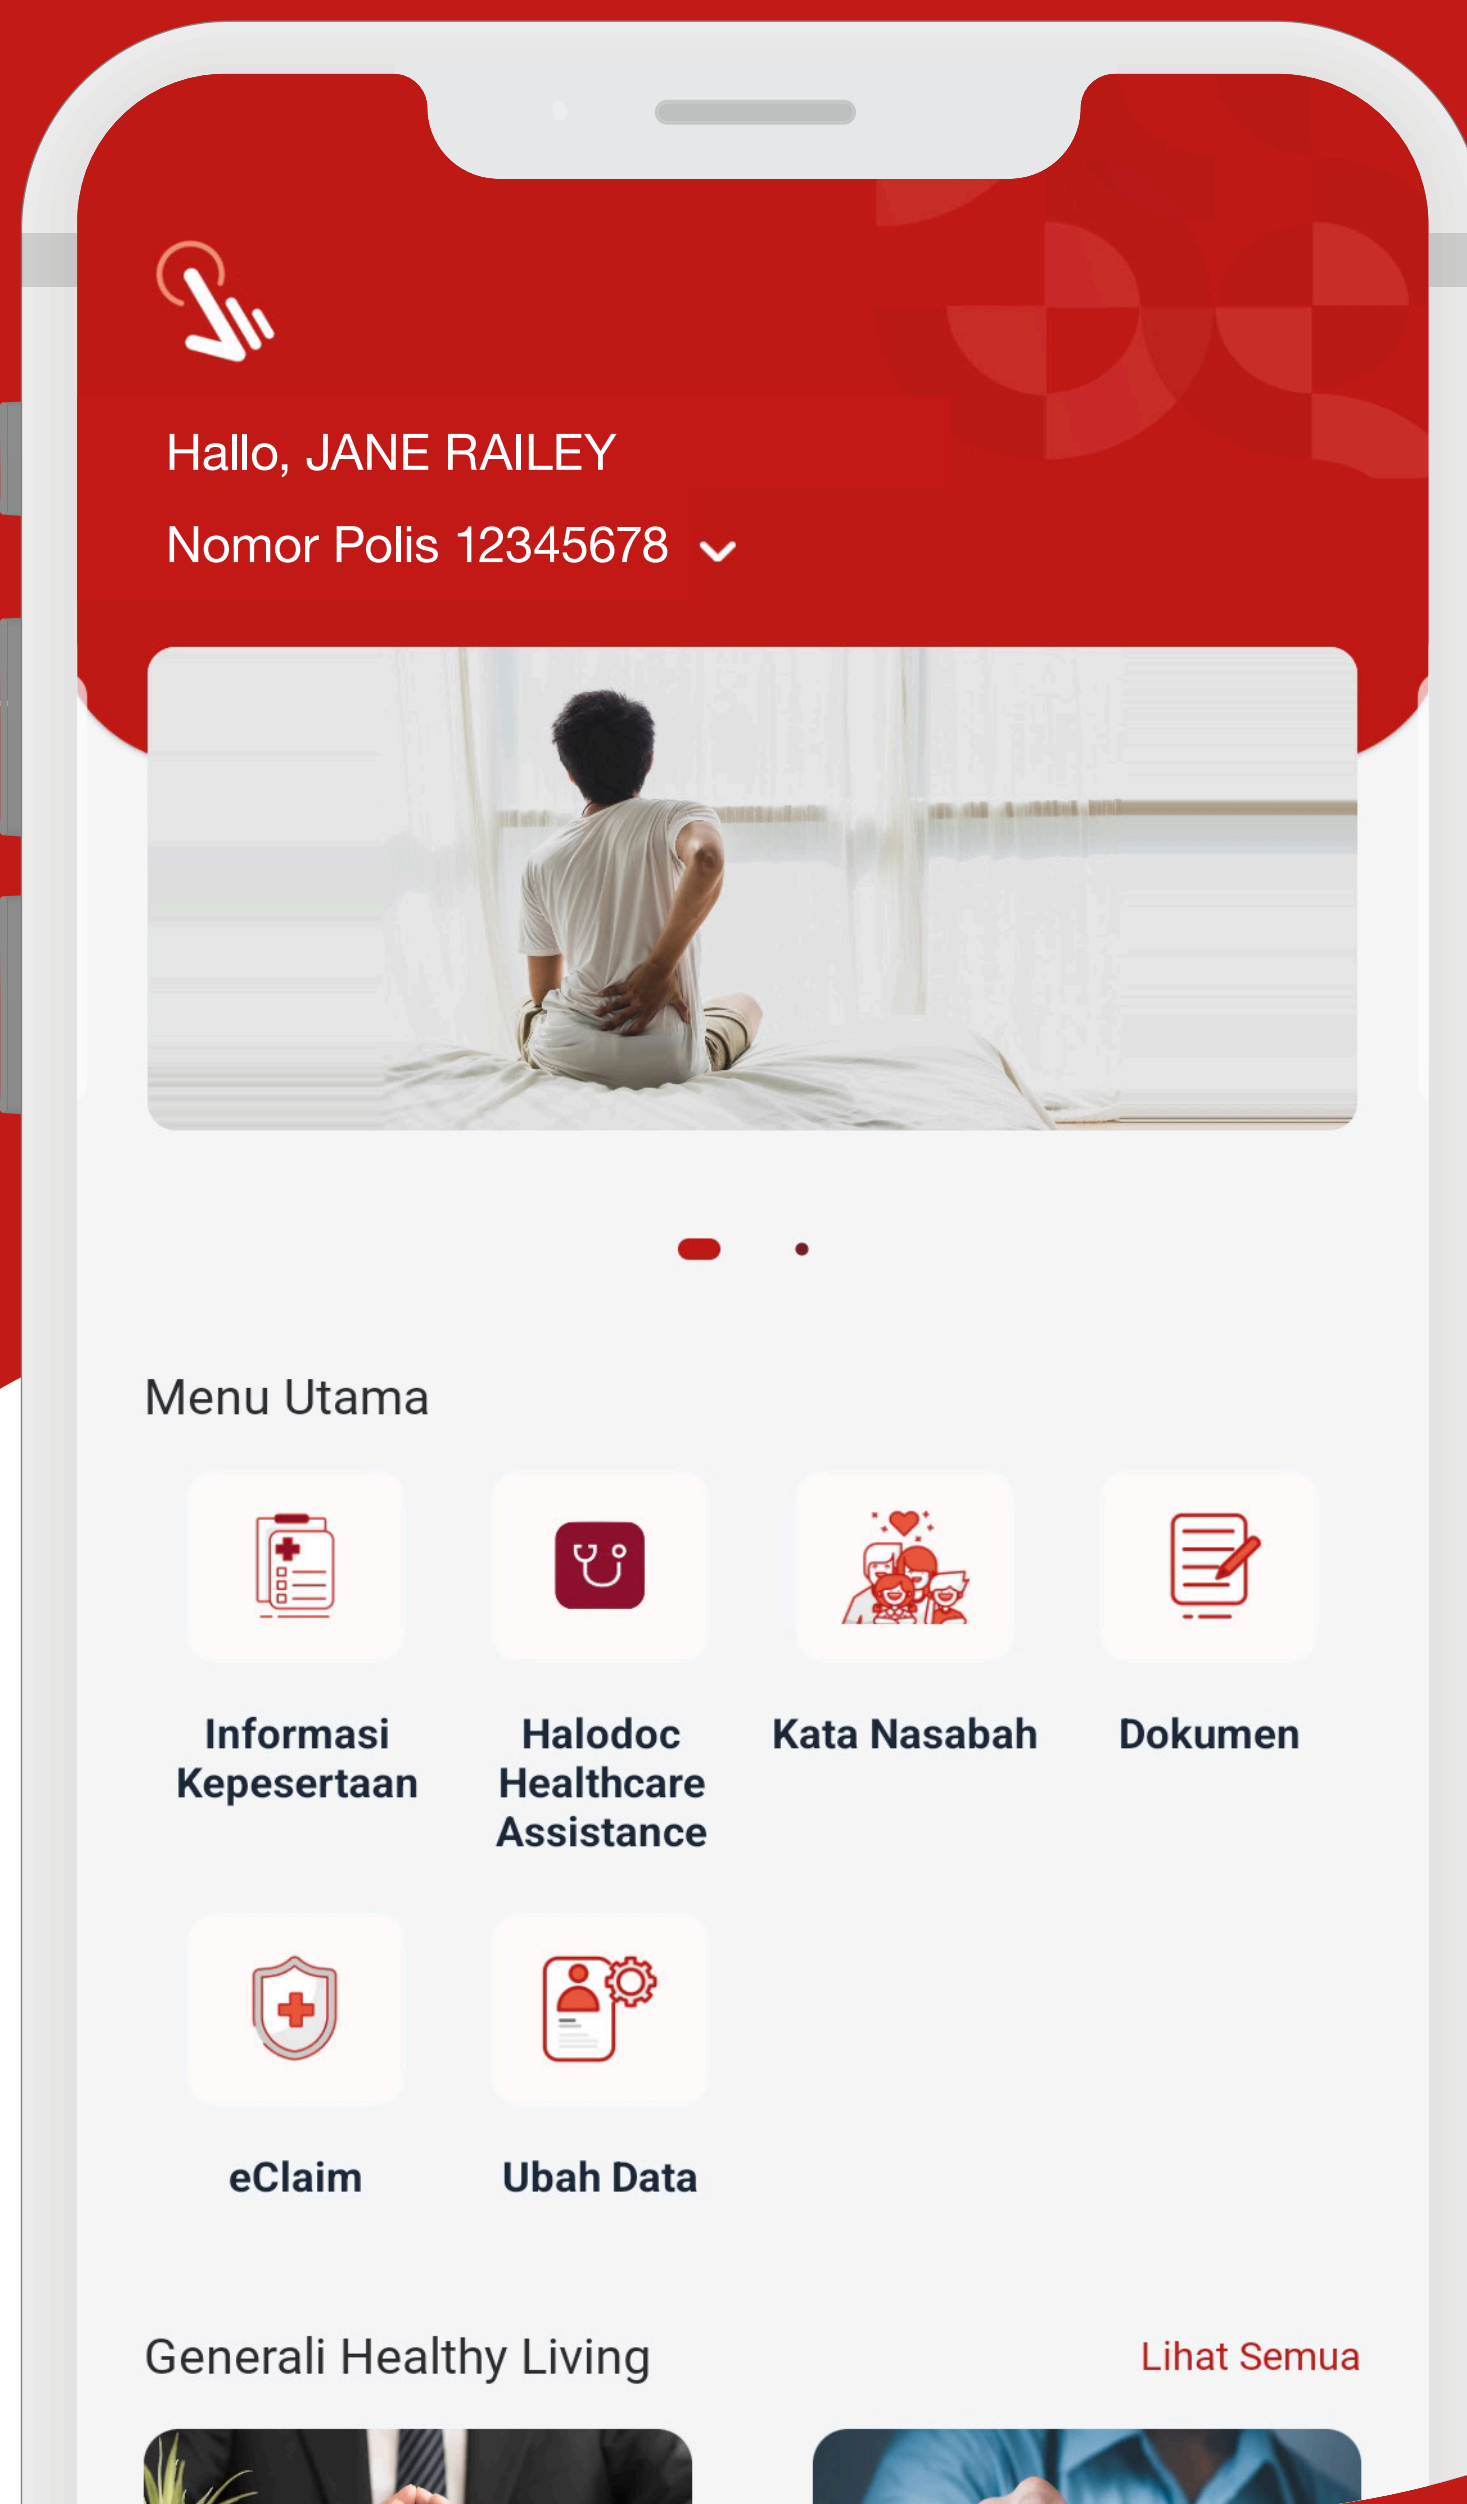 Hallo, JANE RAILEY
Nomor Polis 12345678
Menu Utama
Informasi
Kepesertaan
Halodoc
Healthcare
Assistance
Kata Nasabah
Dokumen
eClaim
Ubah Data
Generali Healthy Living
Lihat Semua